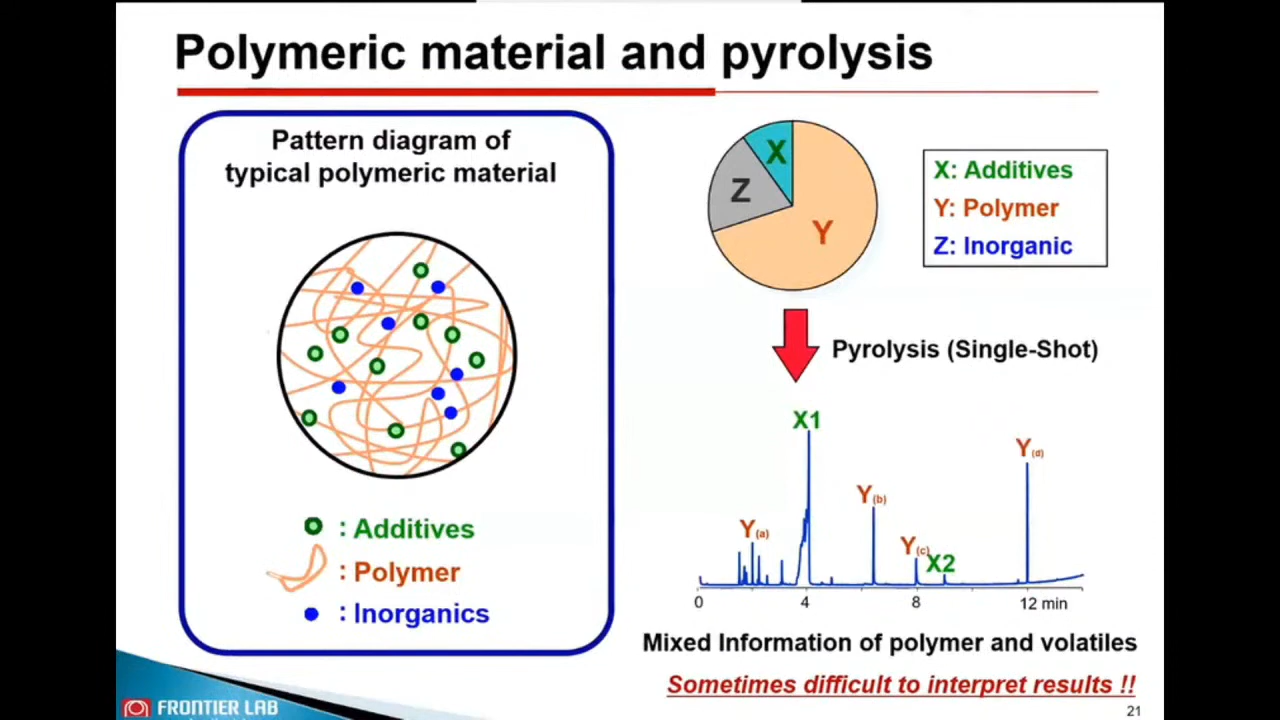 Polymeric material and pyrolysis
Pattern diagram of
typical polymeric material
: Additives
: Polymer
: Inorganics
X
Z
Y
X: Additives
Y: Polymer
Z: Inorganic
Pyrolysis (Single-Shot)
X1
Y(a)
Y(b)
Y(c)
X2
Y(d)
0 4 8 12 min
Mixed Information of polymer and volatiles
Sometimes difficult to interpret results !!
FRONTIER LAB
21